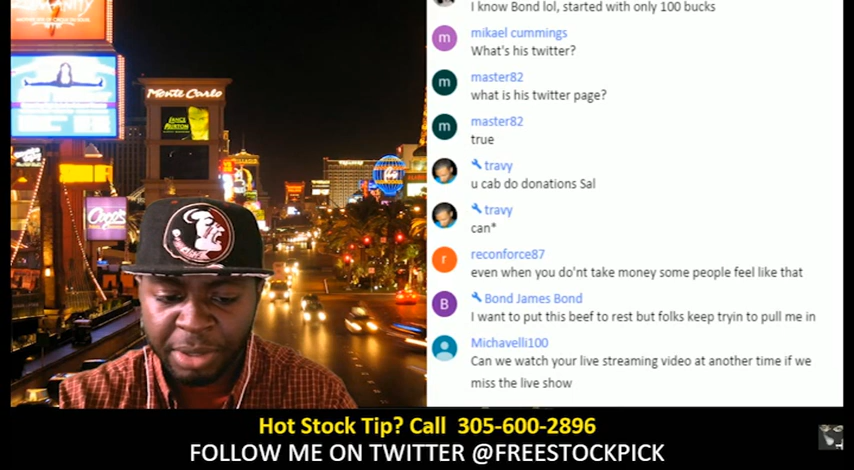 Monte Carlo
LANCE
BURTON
Coco's
I know Bond lol, started with only 100 bucks
m
mikael cummings
What's his twitter?
m
master82
what is his twitter page?
m
master82
true
travy
u cab do donations Sal
travy
can*
r
reconforce87
even when you do'nt take money some people feel like that
B
Bond James Bond
I want to put this beef to rest but folks keep tryin to pull me in
Michavelli100
Can we watch your live streaming video at another time if we
miss the live show
Hot Stock Tip? Call 305-600-2896
FOLLOW ME ON TWITTER @FREESTOCKPICK